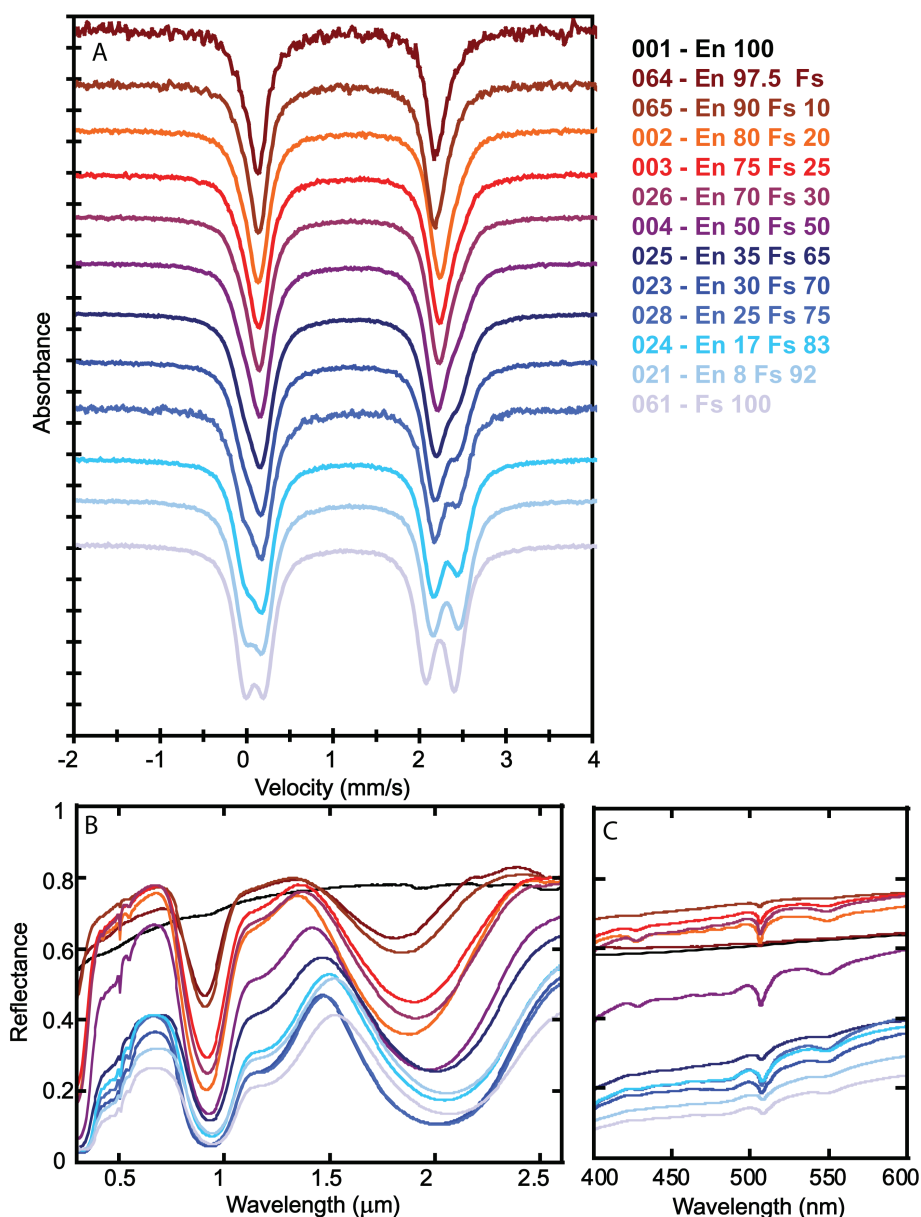 A
001 - En 100
064 - En 97.5 Fs
065 - En 90 Fs 10
002 - En 80 Fs 20
003 - En 75 Fs 25
026 - En 70 Fs 30
004 - En 50 Fs 50
025 - En 35 Fs 65
023 - En 30 Fs 70
028 - En 25 Fs 75
024 - En 17 Fs 83
021 - En 8 Fs 92
061 - Fs 100
Absorbance
-2 -1 0 1 2 3 4
Velocity (mm/s)
B
1
0.8
0.6
0.4
0.2
0
Reflectance
0.5 1 1.5 2 2.5
Wavelength (μm)
C
400 450 500 550 600
Wavelength (nm)